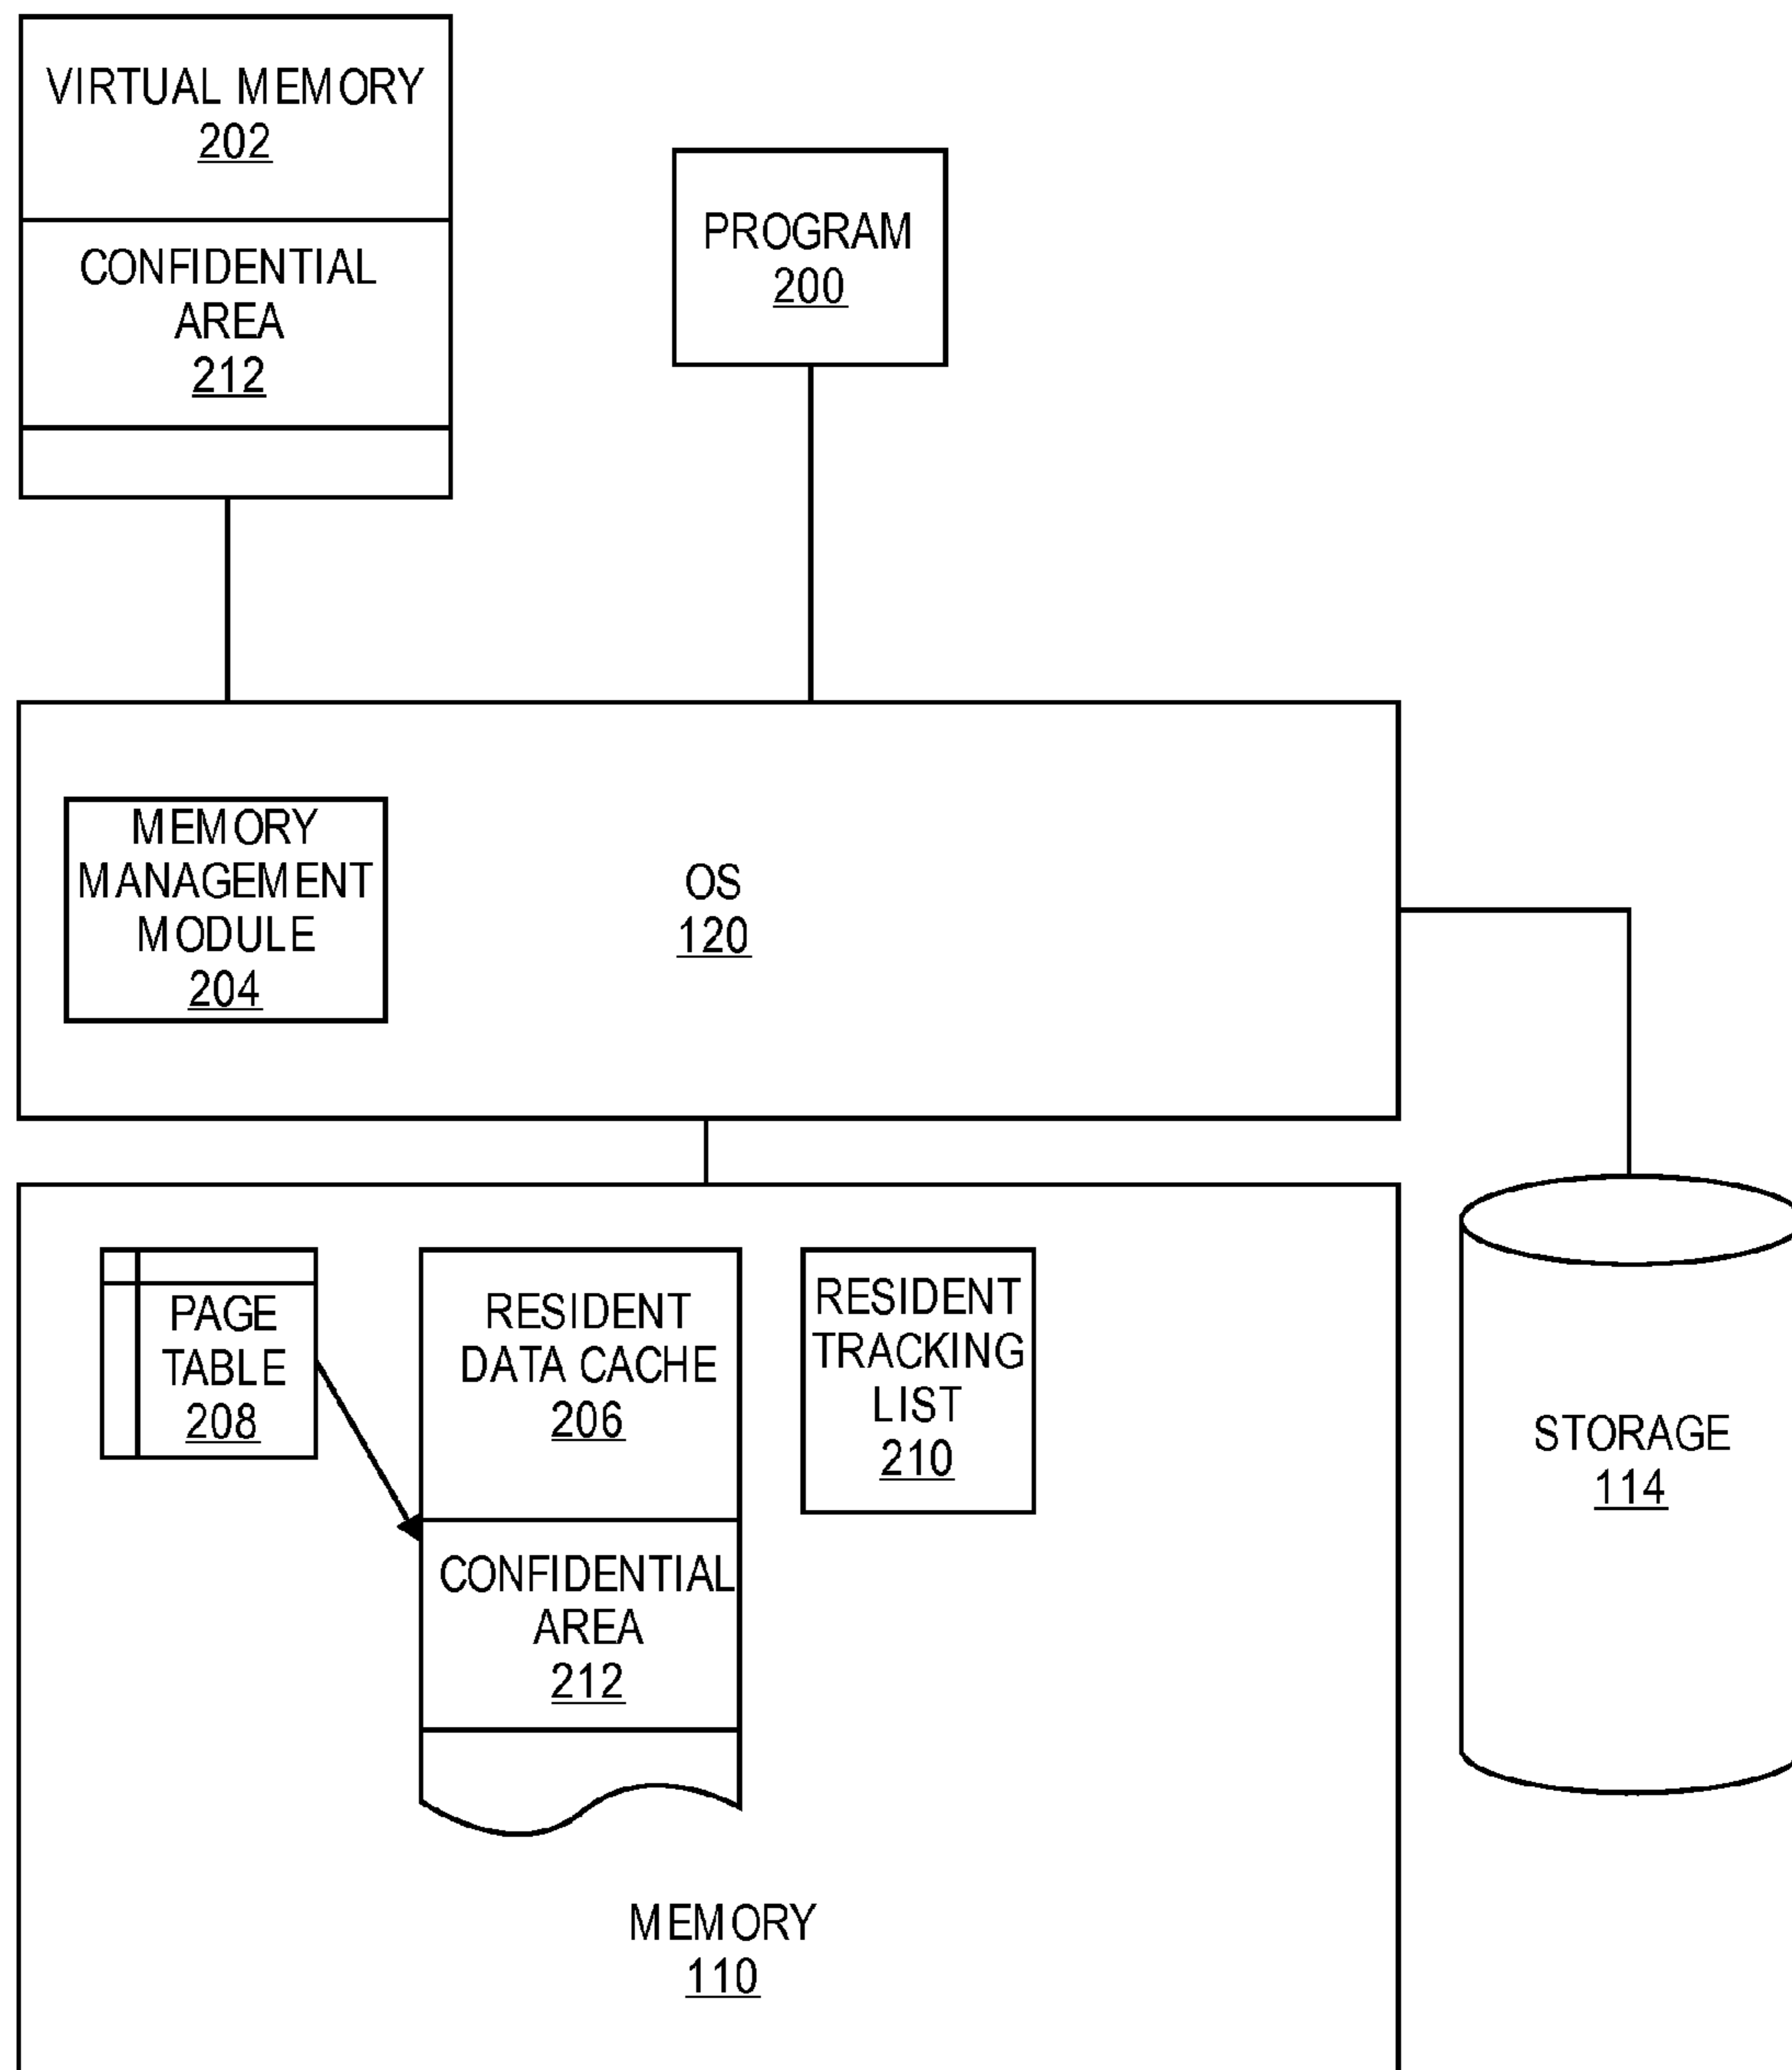 VIRTUAL MEMORY
202
CONFIDENTIAL
AREA
212
PROGRAM
200
MEMORY
MANAGEMENT
MODULE
204
OS
120
PAGE
TABLE
208
RESIDENT
DATA CACHE
206
CONFIDENTIAL
AREA
212
RESIDENT
TRACKING
LIST
210
STORAGE
114
MEMORY
110